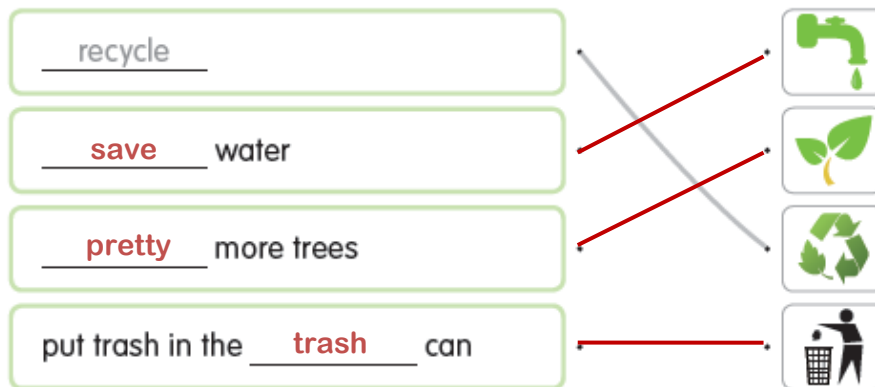 recycle
save water
pretty more trees
put trash in the trash can